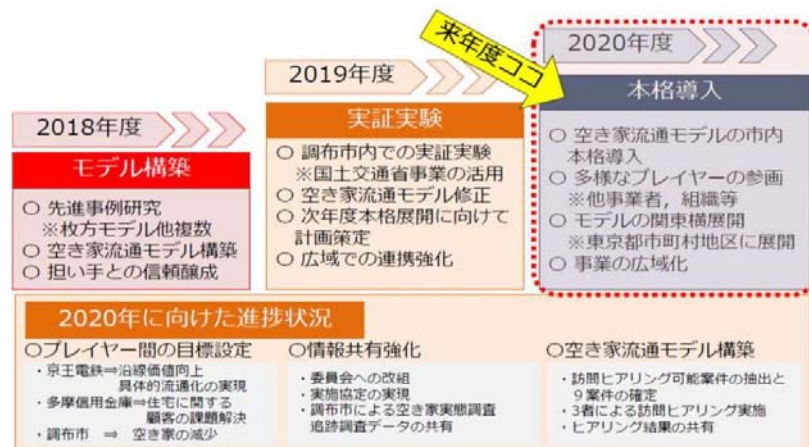 2018年度
モデル構築
○ 先進事例研究
※枚方モデル他複数
○ 空き家流通モデル構築
○ 担い手との信頼醸成
2019年度
実証実験
○ 調布市内での実証実験
※国土交通省事業の活用
○ 空き家流通モデル修正
○ 次年度本格展開に向けて
計画策定
○ 広域での連携強化
来年度ココ
2020年度
本格導入
○ 空き家流通モデルの市内
本格導入
○ 多様なプレイヤーの参画
※他事業者，組織等
○ モデルの関東横展開
※東京都市町村地区に展開
○ 事業の広域化
2020年に向けた進捗状況
○プレイヤー間の目標設定
・京王電鉄⇒沿線価値向上
具体的流通化の実現
・多摩信用金庫⇒住宅に関する
顧客の課題解決
・調布市 ⇒ 空き家の減少
○情報共有強化
・委員会への改組
・実施協定の実現
・調布市による空き家実態調査
追跡調査データの共有
○空き家流通モデル構築
・訪問ヒアリング可能案件の抽出と
９案件の確定
・3者による訪問ヒアリング実施
・ヒアリング結果の共有